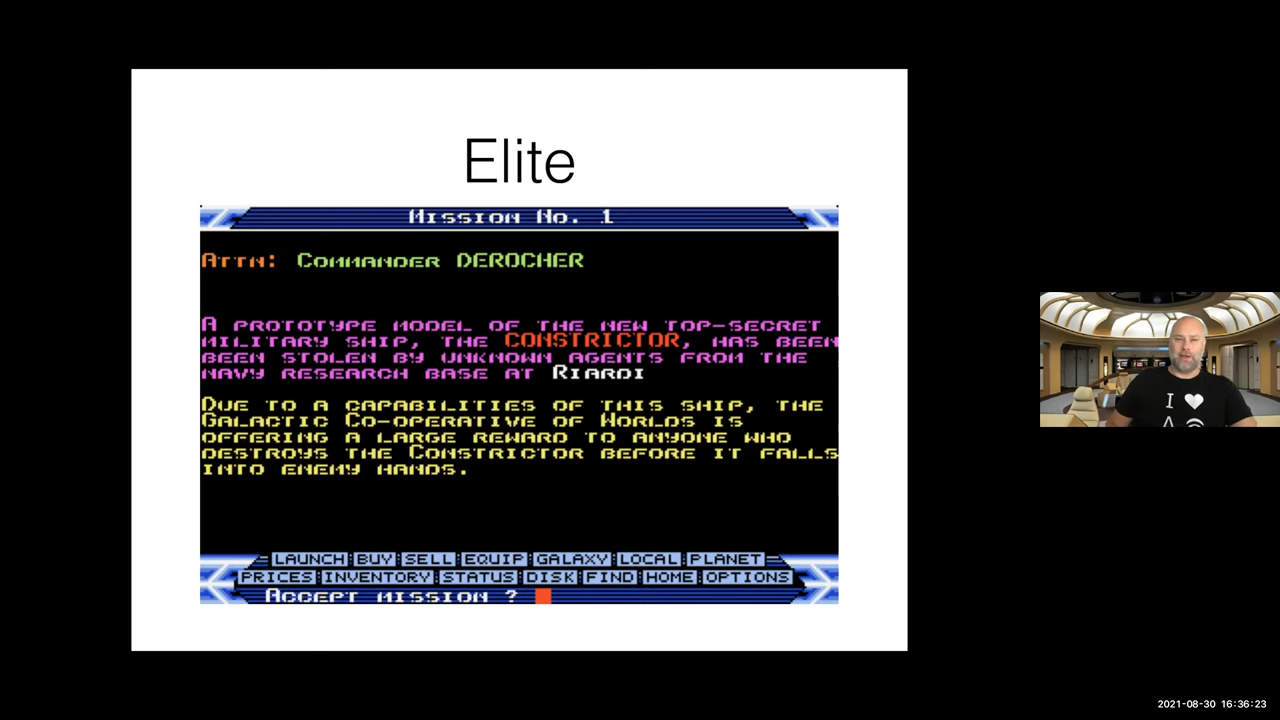 Elite
Mission No. 1
Attn: Commander DEROCHER
A prototype model of the new top-secret
military ship, the CONSTRICTOR, has been
been stolen by unknown agents from the
navy research base at Riardi
Due to a capabilities of this ship, the
Galactic Co-operative of Worlds is
offering a large reward to anyone who
destroys the Constrictor before it falls
into enemy hands.
LAUNCH BUY SELL EQUIP GALAXY LOCAL PLANET
PRICES INVENTORY STATUS DISK FIND HOME OPTIONS
Accept mission ?
I
2021-08-30 16:36:23